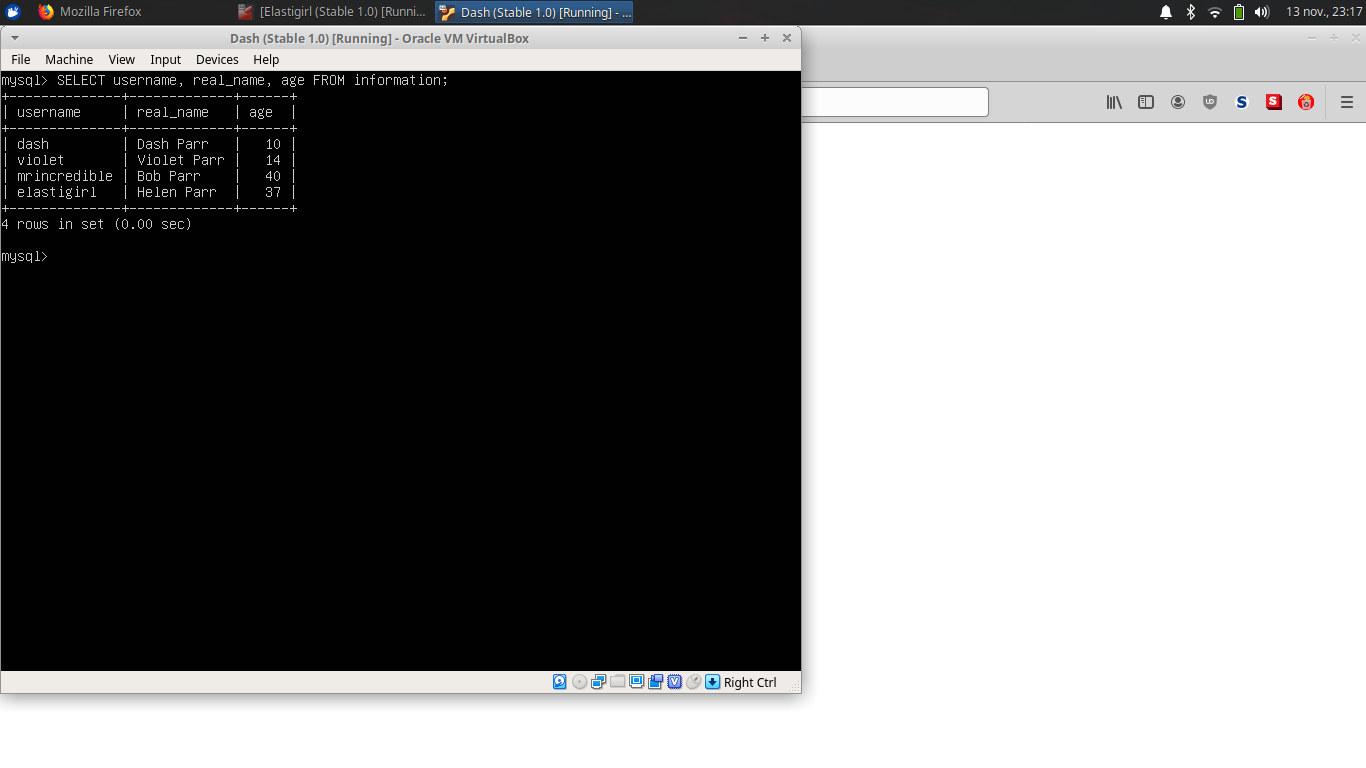 Mozilla Firefox
[Elastigirl (Stable 1.0) [Runni...
Dash (Stable 1.0) [Running] - ...
13 nov., 23:17
Dash (Stable 1.0) [Running] - Oracle VM VirtualBox
File Machine View Input Devices Help
mysql> SELECT username, real_name, age FROM information;
+--------------+-------------+------+
| username     | real_name   | age  |
+--------------+-------------+------+
| dash         | Dash Parr   |   10 |
| violet       | Violet Parr |   14 |
| mrincredible | Bob Parr    |   40 |
| elastigirl   | Helen Parr  |   37 |
+--------------+-------------+------+
4 rows in set (0.00 sec)
mysql>
Right Ctrl